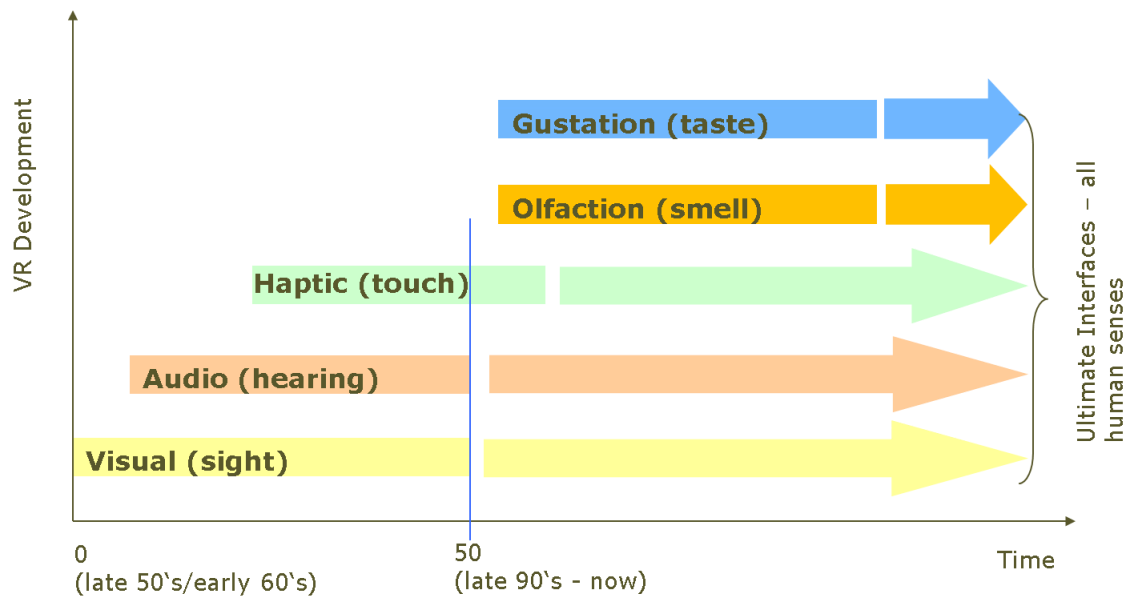 VR Development
Gustation (taste)
Olfaction (smell)
Haptic (touch)
Audio (hearing)
Visual (sight)
Ultimate Interfaces – all
human senses
0
(late 50‘s/early 60‘s)
50
(late 90‘s - now)
Time